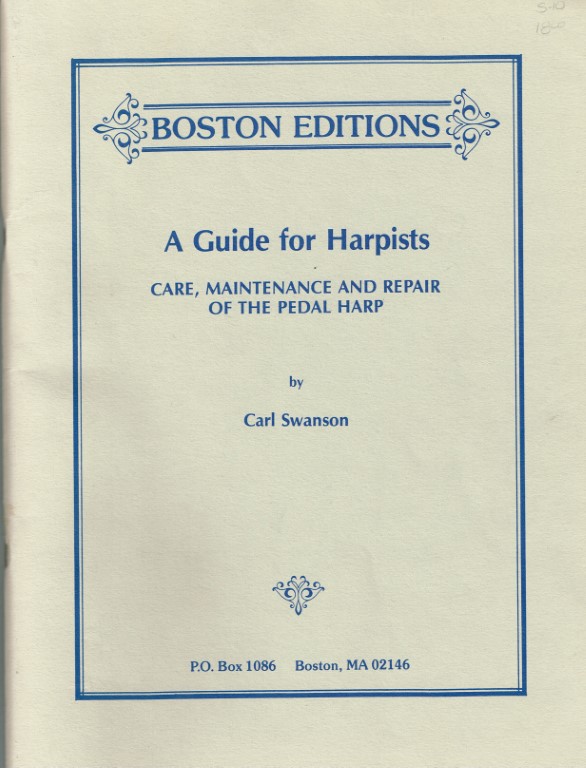 BOSTON EDITIONS
A Guide for Harpists
CARE, MAINTENANCE AND REPAIR
OF THE PEDAL HARP
by
Carl Swanson
P.O. Box 1086 Boston, MA 02146